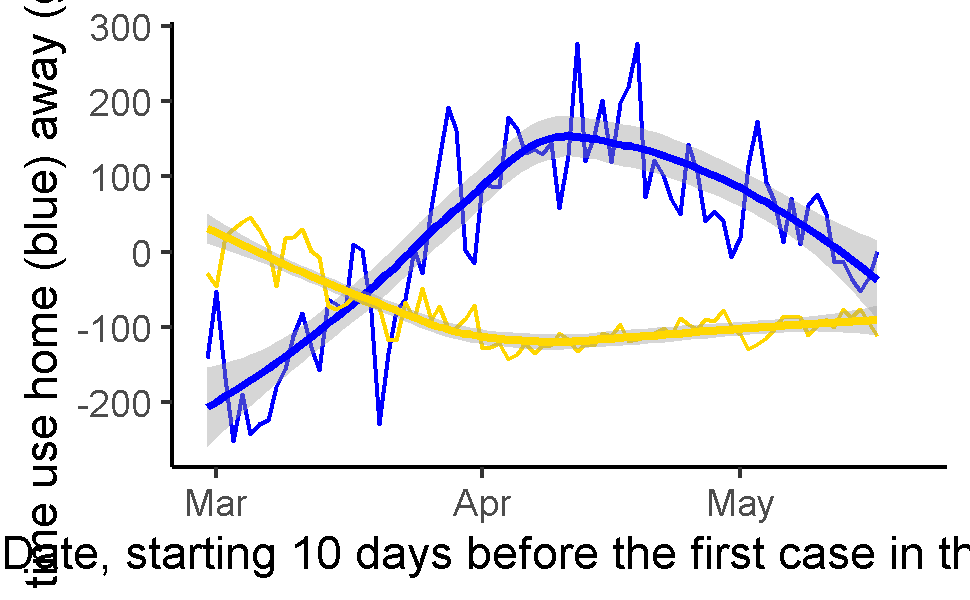 time use home (blue) away (
300
200
100
0
-100
-200
Mar Apr May
Date, starting 10 days before the first case in th